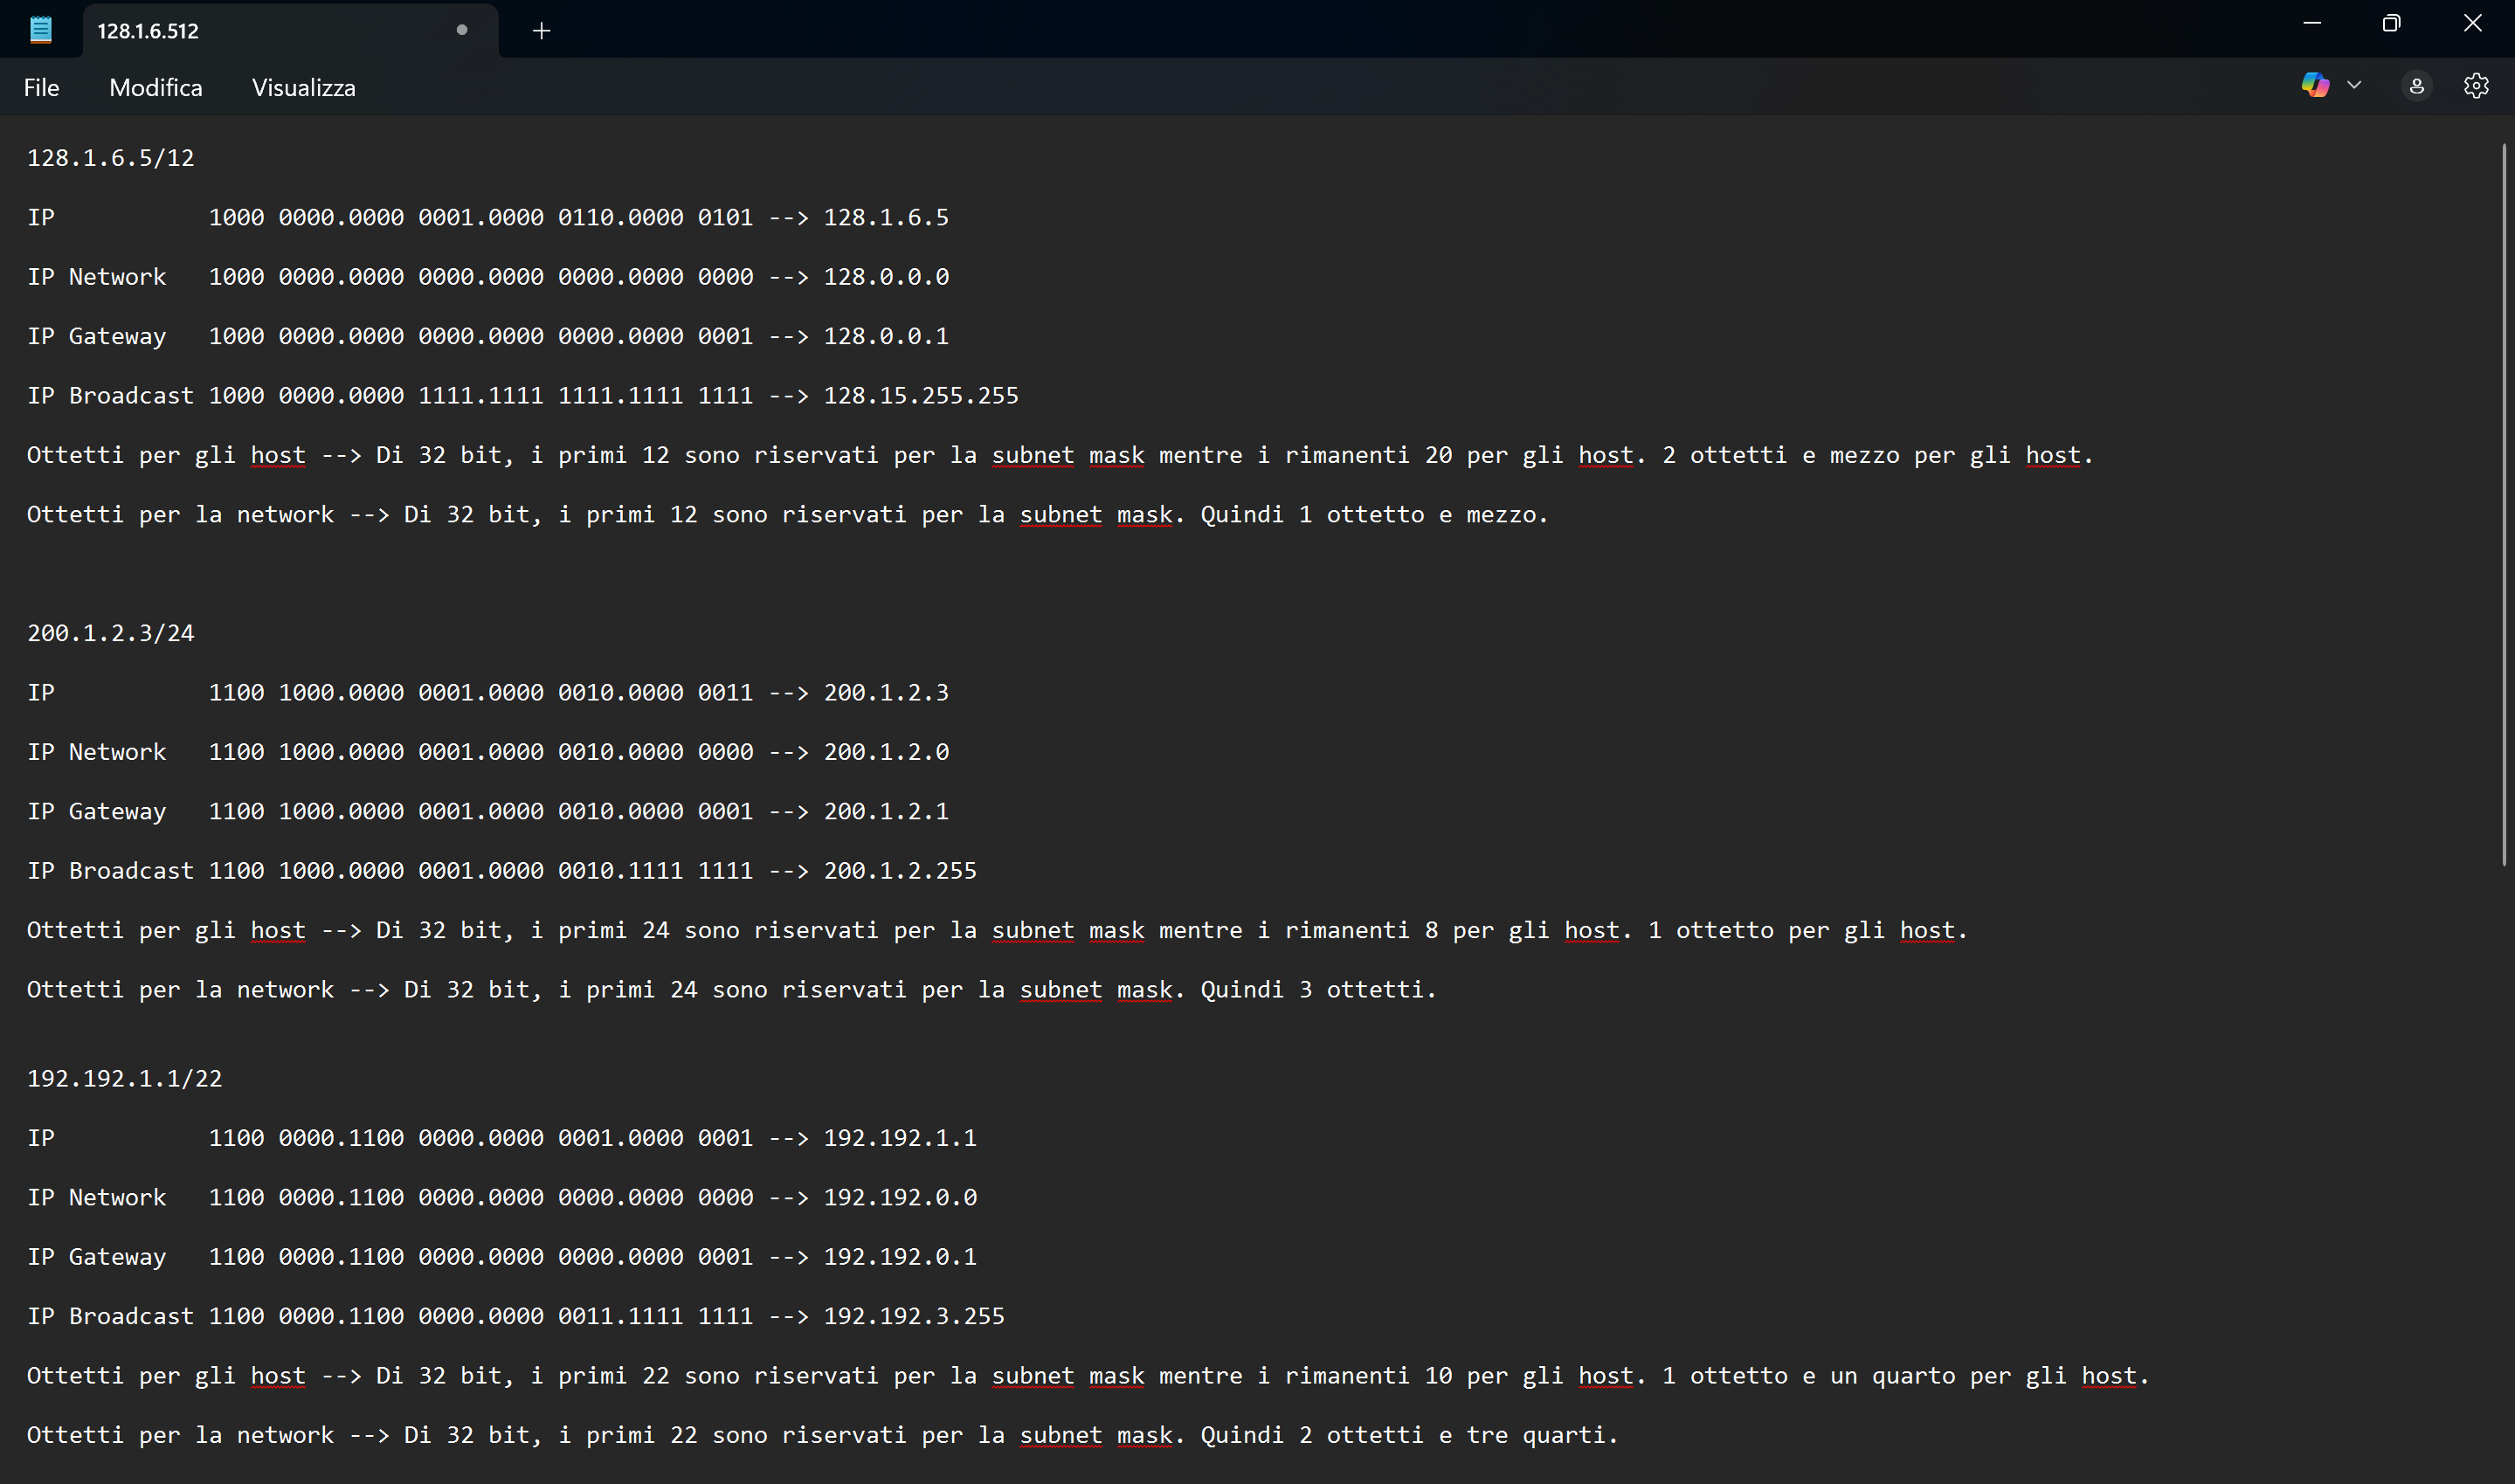 128.1.6.512
File Modifica Visualizza
128.1.6.5/12
IP 1000 0000.0000 0001.0000 0110.0000 0101 --> 128.1.6.5
IP Network 1000 0000.0000 0000.0000 0000.0000 0000 --> 128.0.0.0
IP Gateway 1000 0000.0000 0000.0000 0000.0000 0001 --> 128.0.0.1
IP Broadcast 1000 0000.0000 1111.1111 1111.1111 1111 --> 128.15.255.255
Ottetti per gli host --> Di 32 bit, i primi 12 sono riservati per la subnet mask mentre i rimanenti 20 per gli host. 2 ottetti e mezzo per gli host.
Ottetti per la network --> Di 32 bit, i primi 12 sono riservati per la subnet mask. Quindi 1 ottetto e mezzo.
200.1.2.3/24
IP 1100 1000.0000 0001.0000 0010.0000 0011 --> 200.1.2.3
IP Network 1100 1000.0000 0001.0000 0010.0000 0000 --> 200.1.2.0
IP Gateway 1100 1000.0000 0001.0000 0010.0000 0001 --> 200.1.2.1
IP Broadcast 1100 1000.0000 0001.0000 0010.1111 1111 --> 200.1.2.255
Ottetti per gli host --> Di 32 bit, i primi 24 sono riservati per la subnet mask mentre i rimanenti 8 per gli host. 1 ottetto per gli host.
Ottetti per la network --> Di 32 bit, i primi 24 sono riservati per la subnet mask. Quindi 3 ottetti.
192.192.1.1/22
IP 1100 0000.1100 0000.0000 0001.0000 0001 --> 192.192.1.1
IP Network 1100 0000.1100 0000.0000 0000.0000 0000 --> 192.192.0.0
IP Gateway 1100 0000.1100 0000.0000 0000.0000 0001 --> 192.192.0.1
IP Broadcast 1100 0000.1100 0000.0000 0011.1111 1111 --> 192.192.3.255
Ottetti per gli host --> Di 32 bit, i primi 22 sono riservati per la subnet mask mentre i rimanenti 10 per gli host. 1 ottetto e un quarto per gli host.
Ottetti per la network --> Di 32 bit, i primi 22 sono riservati per la subnet mask. Quindi 2 ottetti e tre quarti.